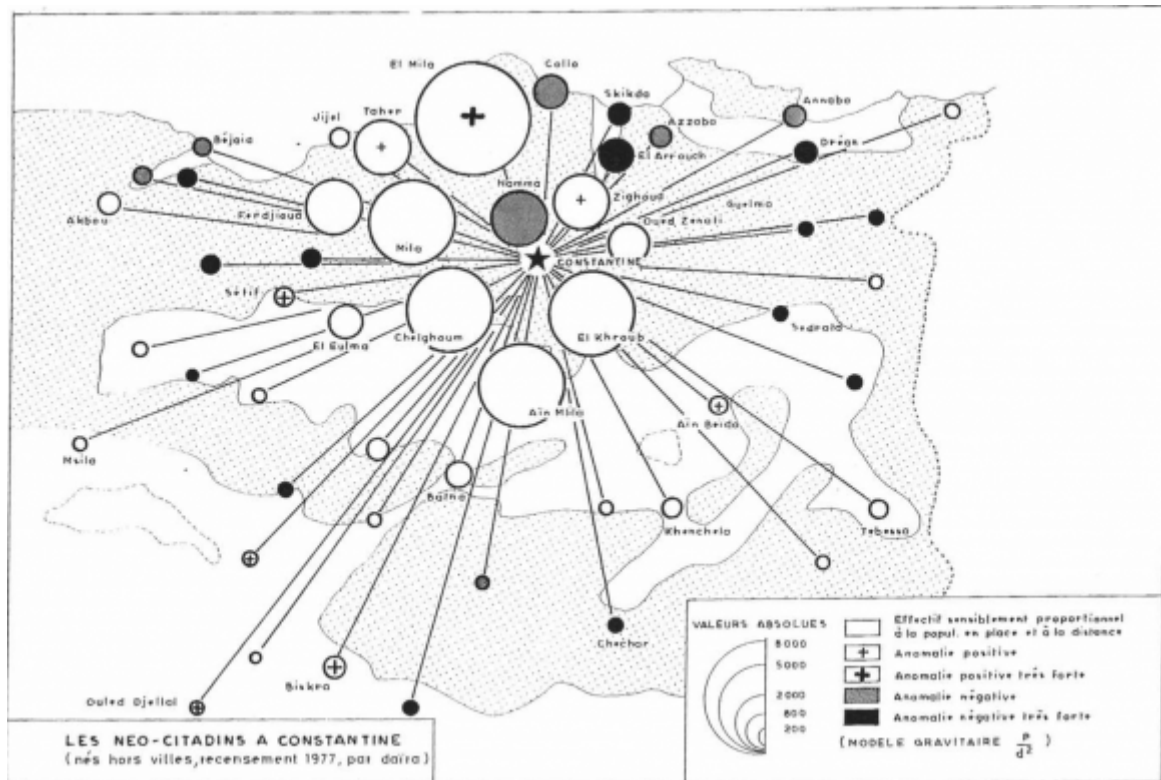 El Mila
Collo
Skikda
Annaba
Jijel
Taher
Azzaba
Béjaia
El Arrouch
Dréan
Hamma
Zighoud
Akbou
Ferdjioua
Guelma
Oued Zenati
Mila
CONSTANTINE
Sétif
Sedrata
El Eulma
Chelghoum
El Khroub
Aïn Mlila
Aïn Beida
Msila
Batna
Khenchela
Tebessa
Chechar
Biskra
Ouled Djellal
LES NEO-CITADINS A CONSTANTINE
(nés hors villes, recensement 1977, par daïra)
VALEURS ABSOLUES
8000
5000
2000
800
200
Effectif sensiblement proportionnel
à la popul. en place et à la distance
Anomalie positive
Anomalie positive très forte
Anomalie négative
Anomalie négative très forte
(MODELE GRAVITAIRE P/d²)